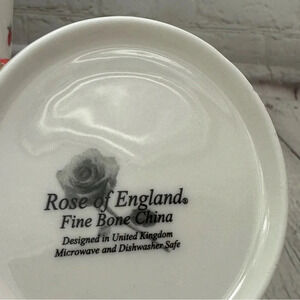 Rose of England®
Fine Bone China
Designed in United Kingdom
Microwave and Dishwasher Safe